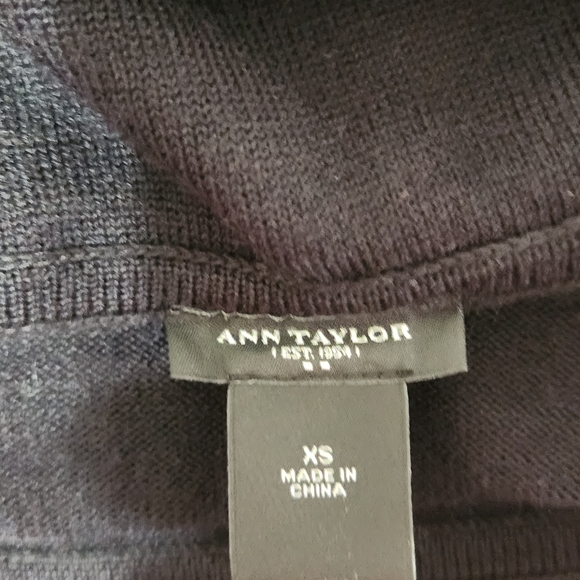 ANN TAYLOR
EST. 1954
XS
MADE IN
CHINA